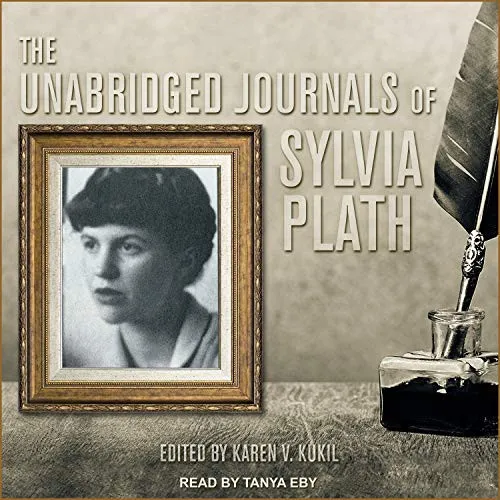 THE
UNABRIDGED JOURNALS OF
SYLVIA
PLATH
EDITED BY KAREN V. KUKIL
READ BY TANYA EBY